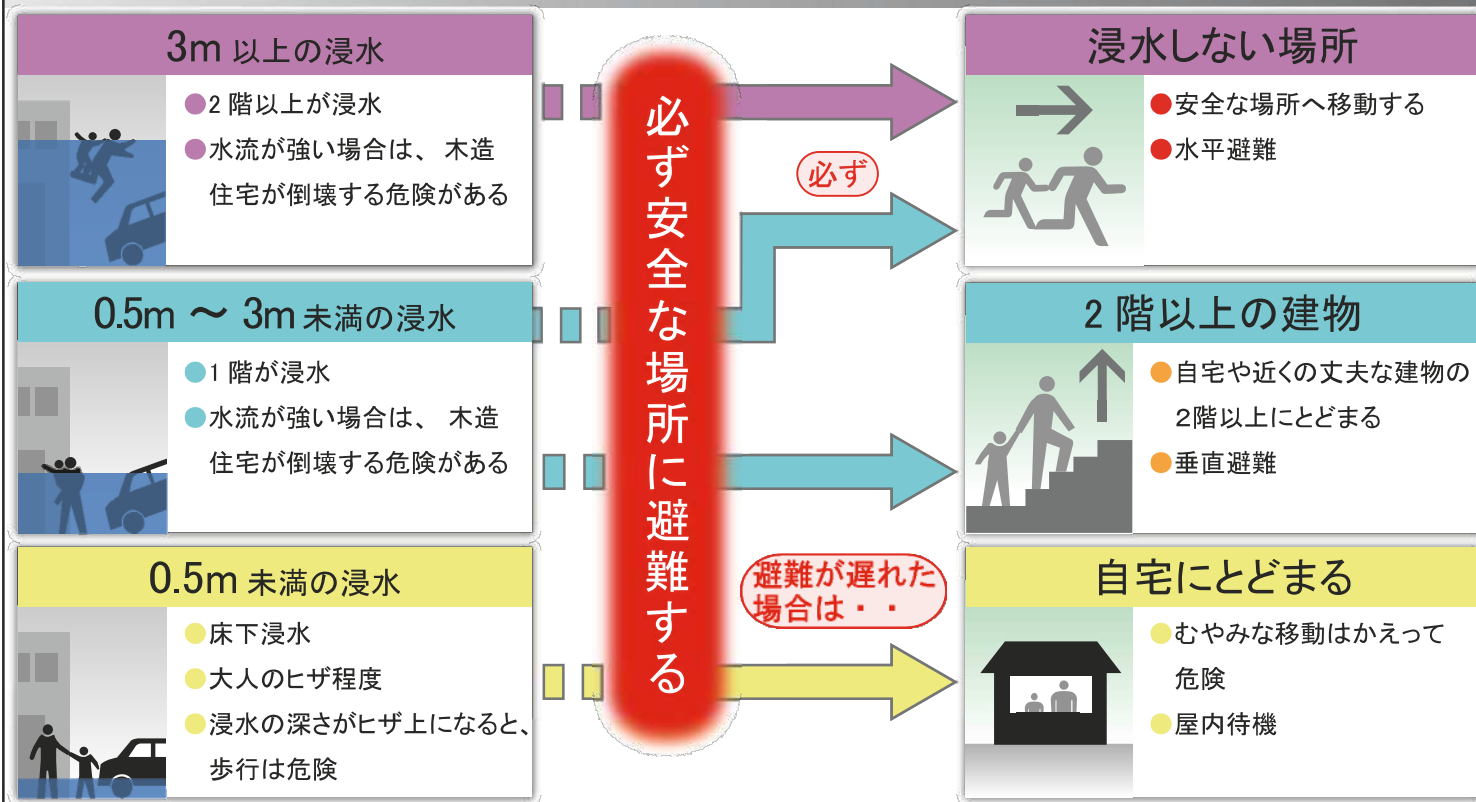 3m 以上の浸水
●2 階以上が浸水
●水流が強い場合は、 木造
住宅が倒壊する危険がある
0.5m ～ 3m 未満の浸水
●1 階が浸水
●水流が強い場合は、 木造
住宅が倒壊する危険がある
0.5m 未満の浸水
●床下浸水
●大人のヒザ程度
●浸水の深さがヒザ上になると、
歩行は危険
必ず安全な場所に避難する
必ず
避難が遅れた
場合は・・
浸水しない場所
●安全な場所へ移動する
●水平避難
2 階以上の建物
●自宅や近くの丈夫な建物の
2階以上にとどまる
●垂直避難
自宅にとどまる
●むやみな移動はかえって
危険
●屋内待機